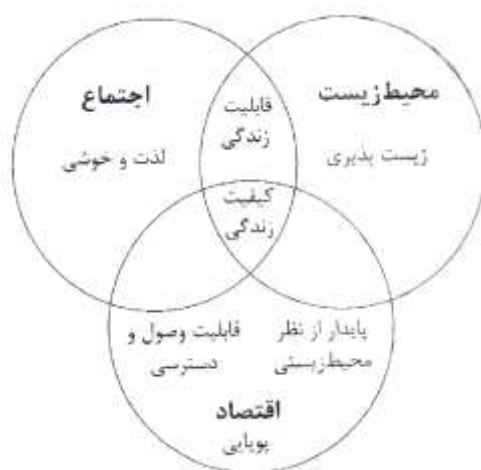 محیط‌زیست
زیست پذیری
قابلیت
زندگی
اجتماع
لذت و خوشی
کیفیت
زندگی
پایدار از نظر
محیط‌زیستی
قابلیت وصول و
دسترسی
اقتصاد
پویایی